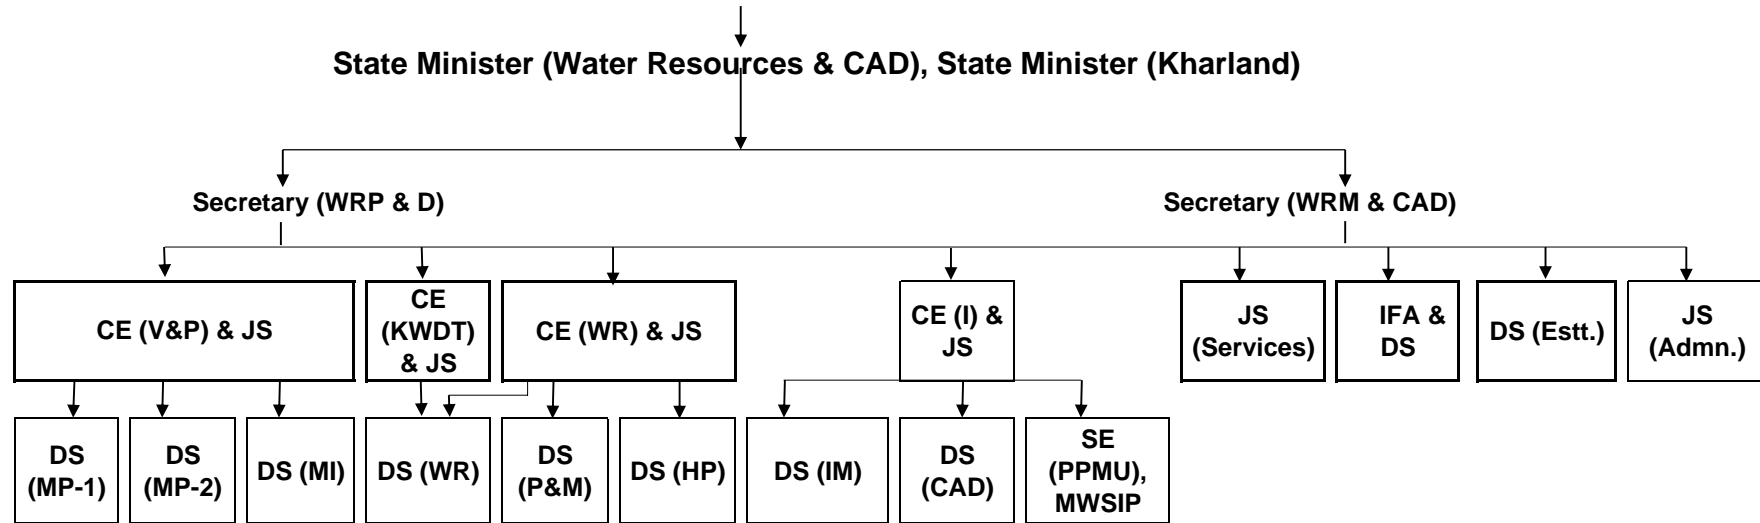 State Minister (Water Resources & CAD), State Minister (Kharland)
Secretary (WRP & D)
Secretary (WRM & CAD)
CE (V&P) & JS
CE
(KWDT)
& JS
CE (WR) & JS
CE (I) &
JS
JS
(Services)
IFA &
DS
DS (Estt.)
JS
(Admn.)
DS
(MP-1)
DS
(MP-2)
DS (MI)
DS (WR)
DS
(P&M)
DS (HP)
DS (IM)
DS
(CAD)
SE
(PPMU),
MWSIP